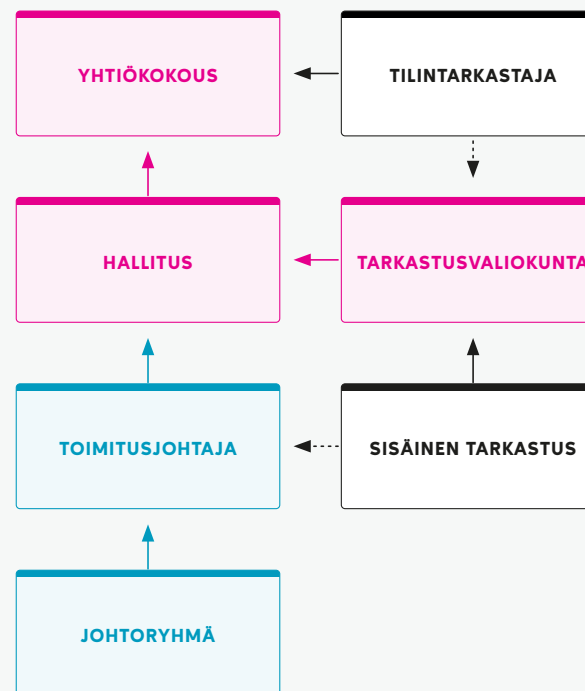 YHTIÖKOKOUS
TILINTARKASTAJA
HALLITUS
TARKASTUSVALIOKUNTA
TOIMITUSJOHTAJA
SISÄINEN TARKASTUS
JOHTORYHMÄ